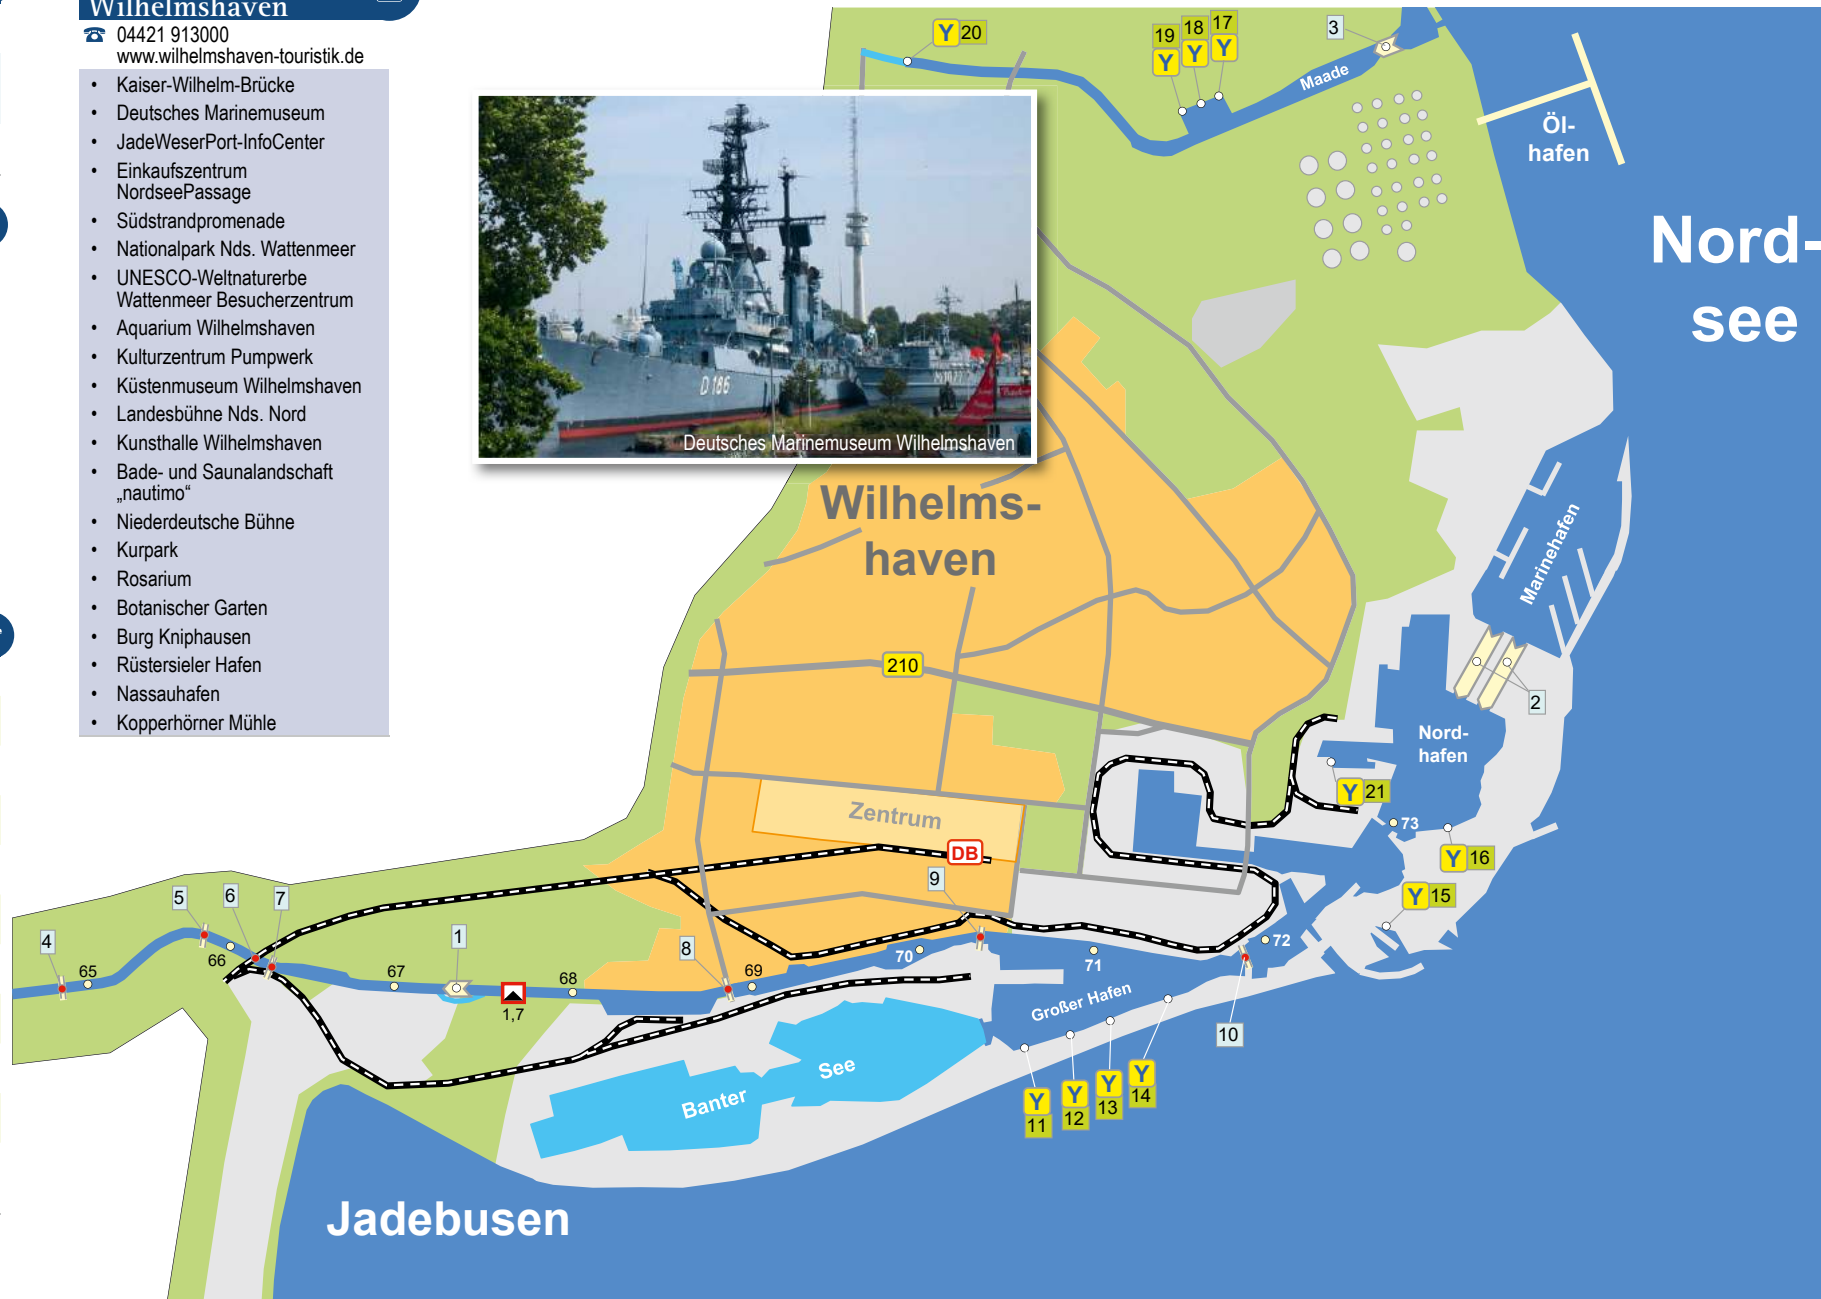 Wilhelmshaven
☎ 04421 913000
www.wilhelmshaven-touristik.de
• Kaiser-Wilhelm-Brücke
• Deutsches Marinemuseum
• JadeWeserPort-InfoCenter
• Einkaufszentrum
NordseePassage
• Südstrandpromenade
• Nationalpark Nds. Wattenmeer
• UNESCO-Weltnaturerbe
Wattenmeer Besucherzentrum
• Aquarium Wilhelmshaven
• Kulturzentrum Pumpwerk
• Küstenmuseum Wilhelmshaven
• Landesbühne Nds. Nord
• Kunsthalle Wilhelmshaven
• Bade- und Saunalandschaft
„nautimo“
• Niederdeutsche Bühne
• Kurpark
• Rosarium
• Botanischer Garten
• Burg Kniphausen
• Rüstersieler Hafen
• Nassauhafen
• Kopperhörner Mühle
Y 20
19 18 17
Y Y Y
3
Maade
Öl-
hafen
Nord-
see
D 186
Deutsches Marinemuseum Wilhelmshaven
Wilhelms-
haven
Marinehafen
210
2
Nord-
hafen
Y 21
Zentrum
73
DB
Y 16
9
Y 15
5
6
7
4
1
8
72
65
66
67
68
69
70
71
1,7
Großer Hafen
10
See
Banter
Y
11
Y
12
Y
13
Y
14
Jadebusen